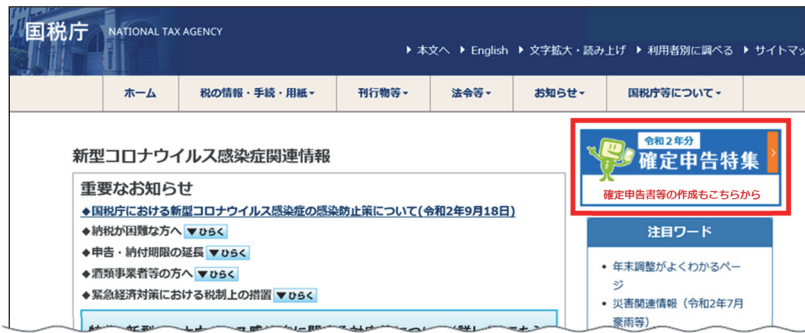 国税庁 NATIONAL TAX AGENCY
本文へ English 文字拡大・読み上げ 利用者別に調べる サイトマッ
ホーム 税の情報・手続・用紙 刊行物等 法令等 お知らせ 国税庁等について
新型コロナウイルス感染症関連情報
重要なお知らせ
◆国税庁における新型コロナウイルス感染症の感染防止策について(令和2年9月18日)
◆納税が困難な方へ ▼ひらく
◆申告・納付期限の延長 ▼ひらく
◆酒類事業者等の方へ ▼ひらく
◆緊急経済対策における税制上の措置 ▼ひらく
令和2年分
確定申告特集
確定申告書等の作成もこちらから
注目ワード
• 年末調整がよくわかるペー
ジ
• 災害関連情報（令和2年7月
豪雨等）